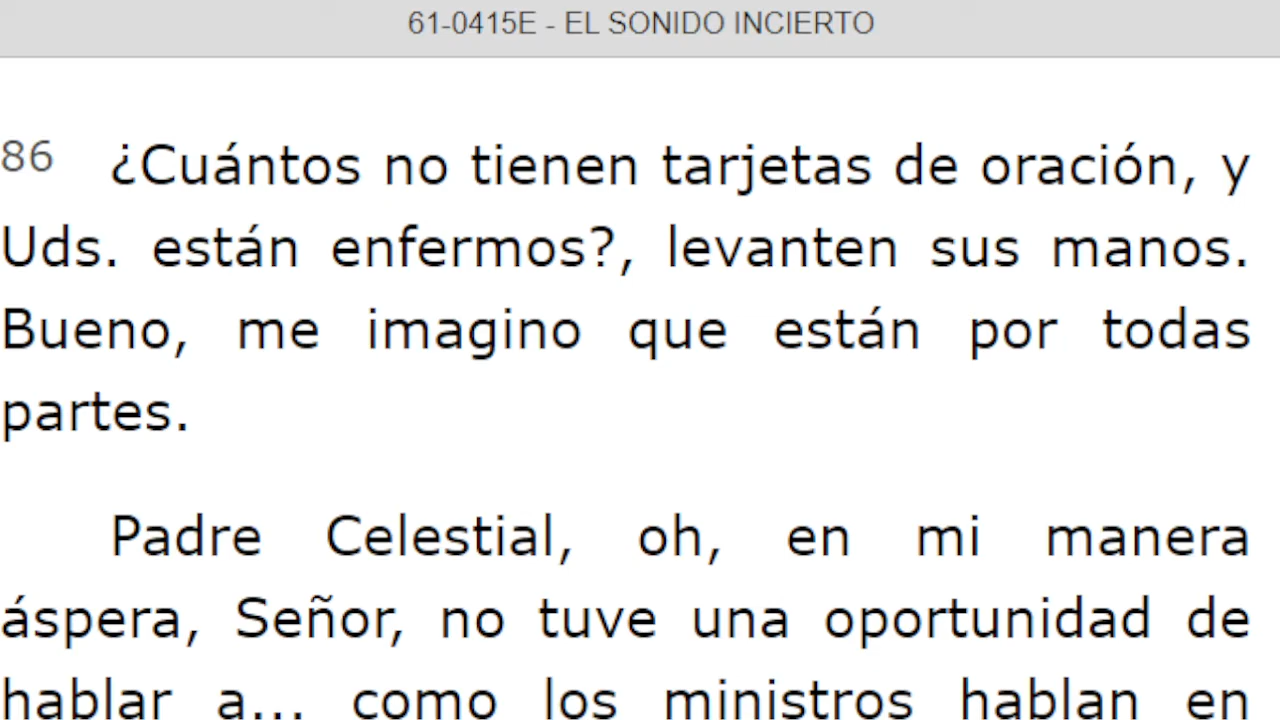 61-0415E - EL SONIDO INCIERTO
86 ¿Cuántos no tienen tarjetas de oración, y
Uds. están enfermos?, levanten sus manos.
Bueno, me imagino que están por todas
partes.
Padre Celestial, oh, en mi manera
áspera, Señor, no tuve una oportunidad de
hablar a... como los ministros hablan en